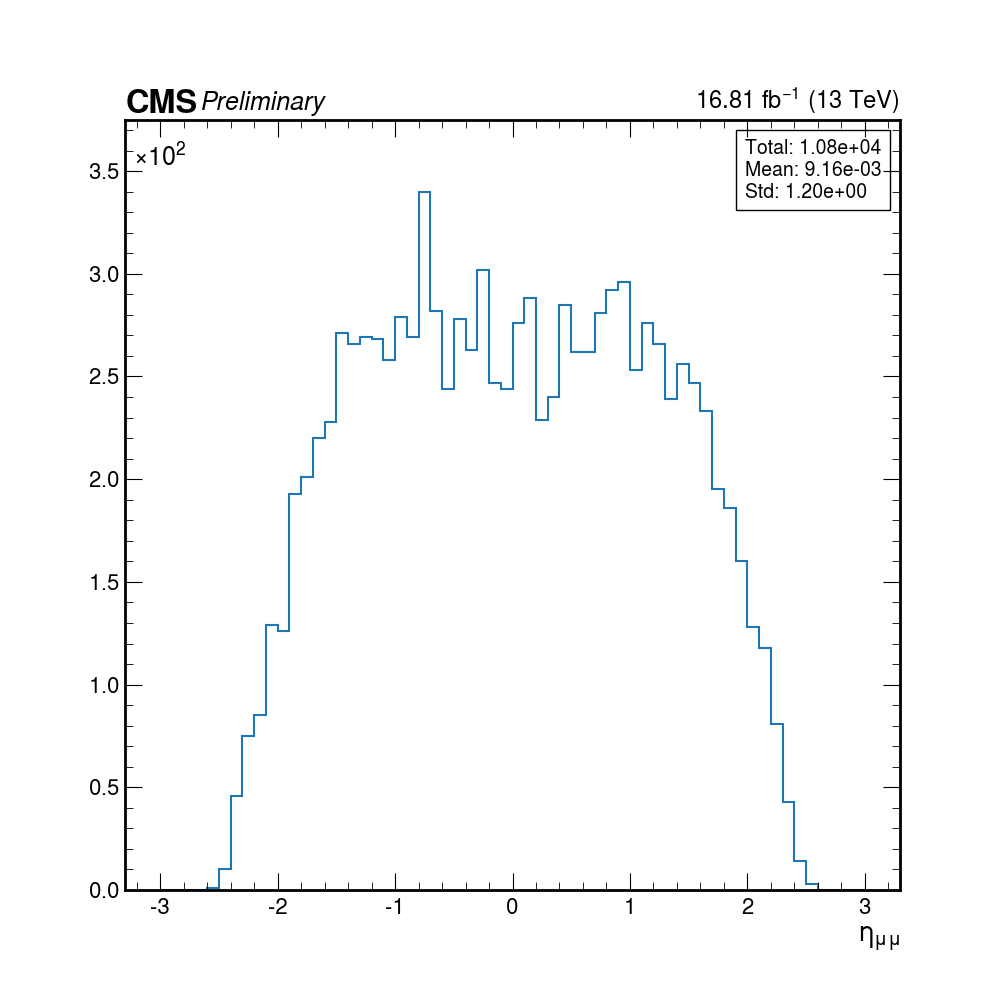 CMS Preliminary 16.81 fb⁻¹ (13 TeV)
×10²
Total: 1.08e+04
Mean: 9.16e-03
Std: 1.20e+00
3.5
3.0
2.5
2.0
1.5
1.0
0.5
0.0
-3 -2 -1 0 1 2 3
η_μμ